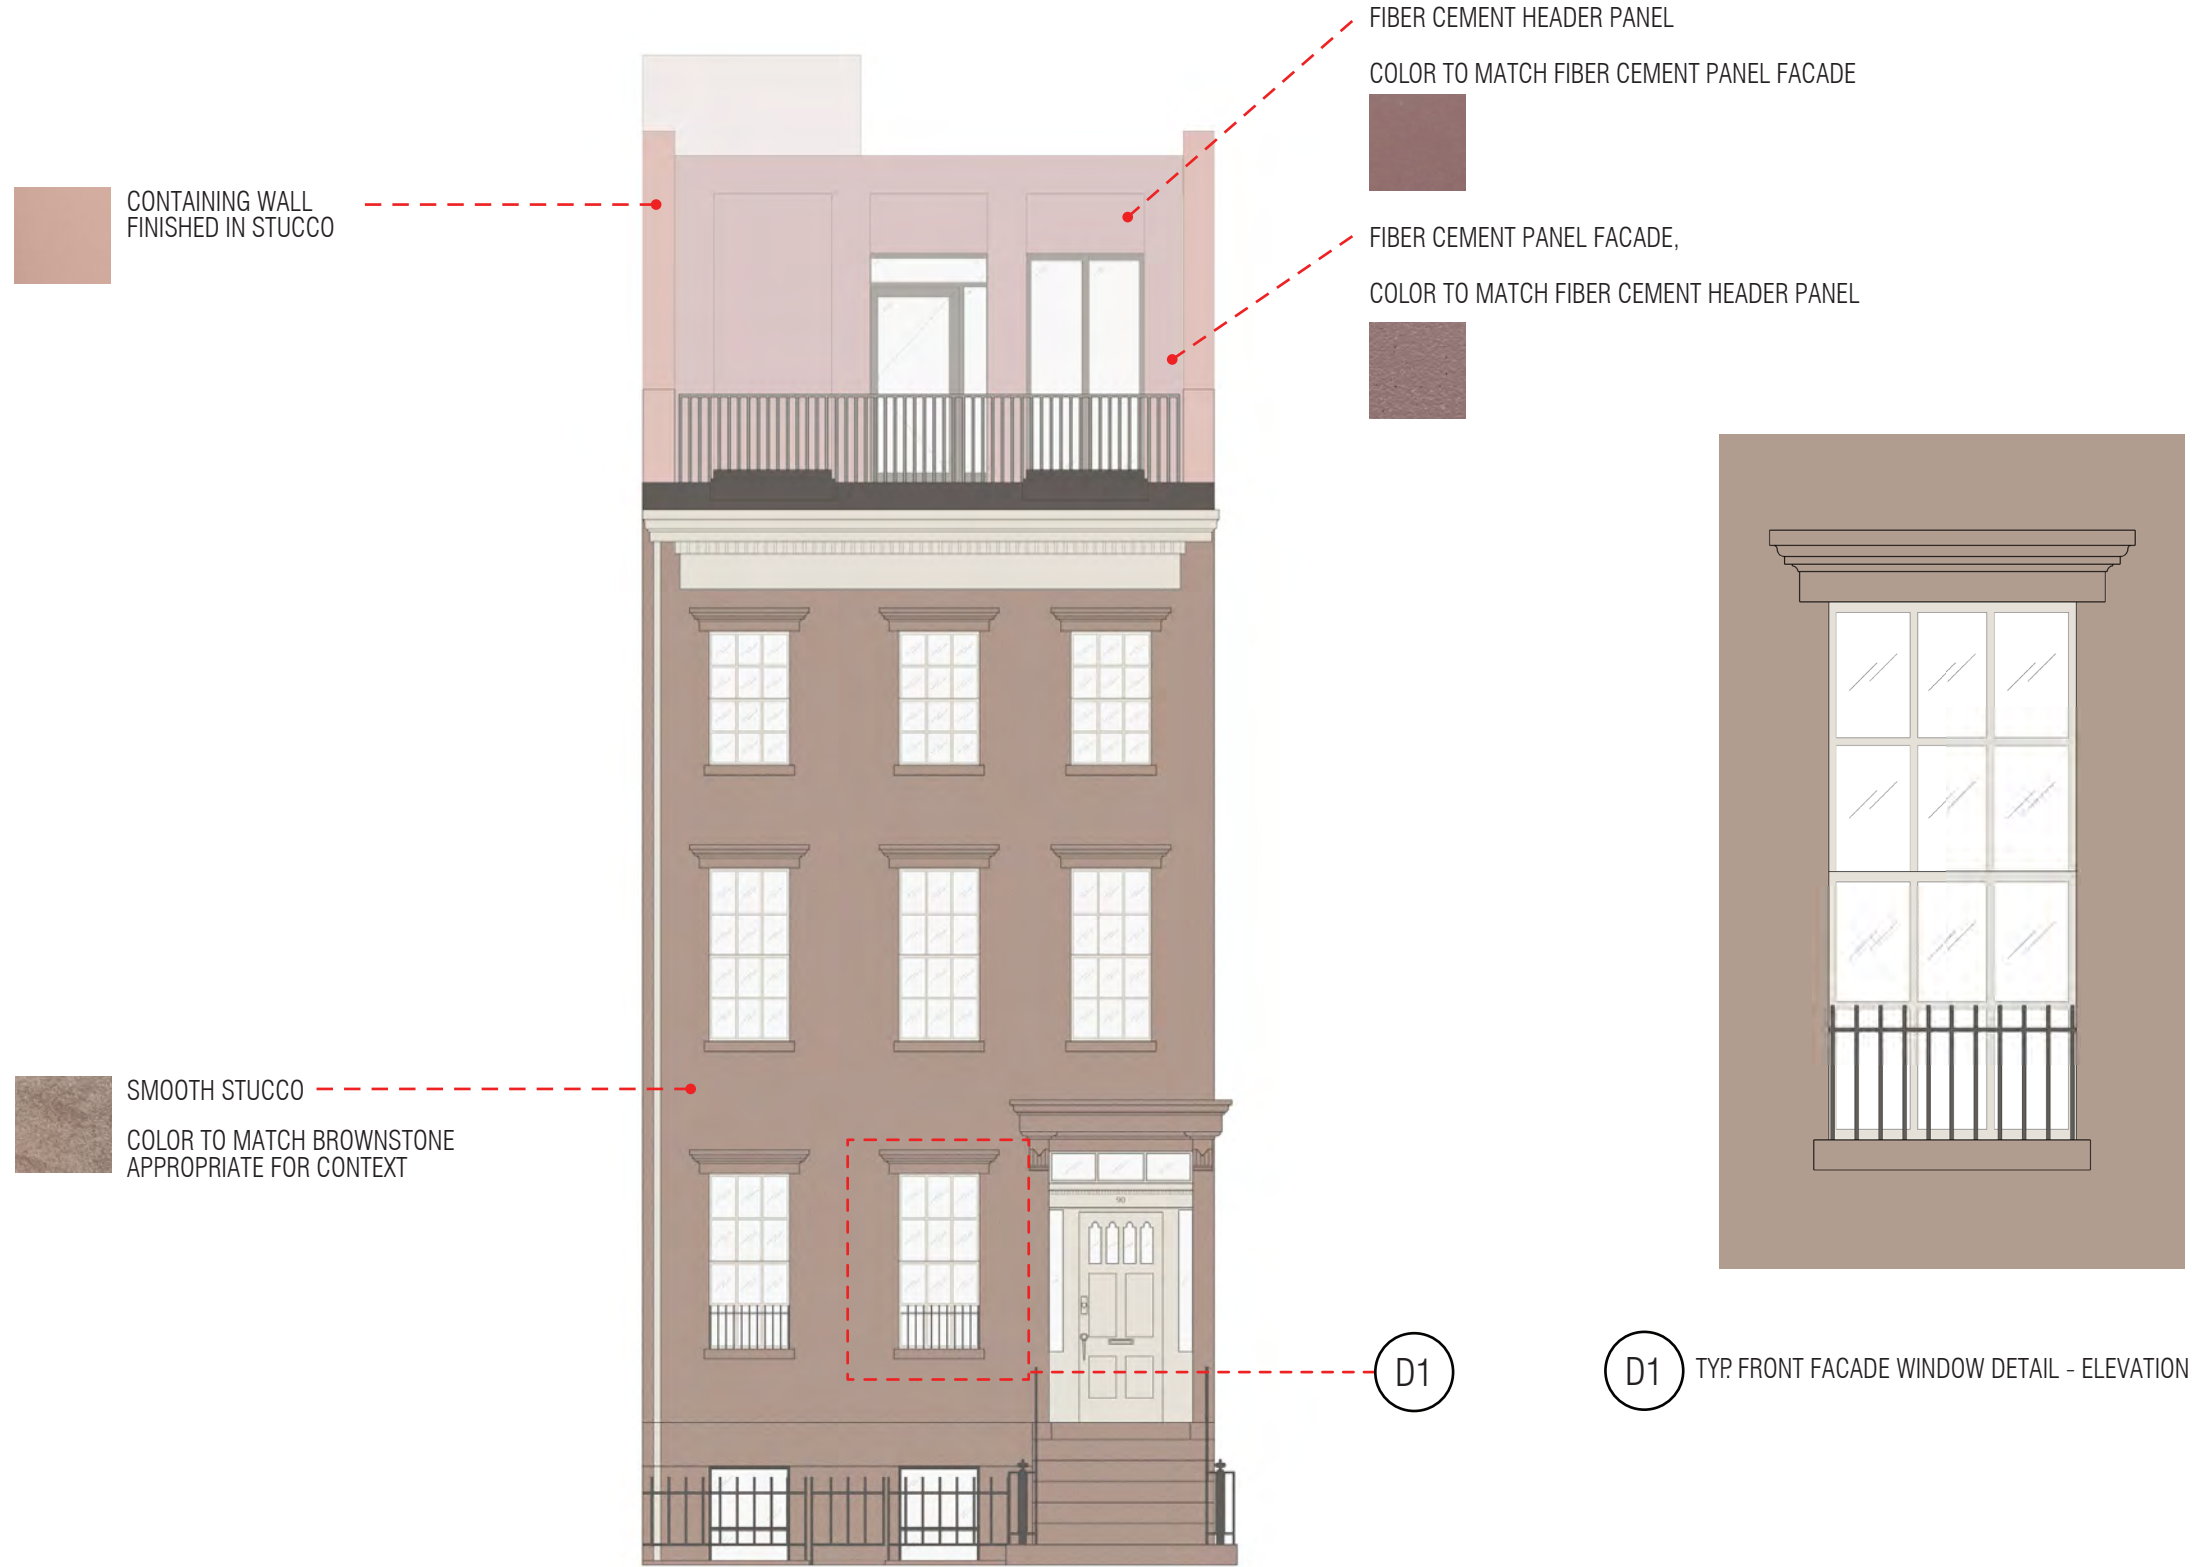 FIBER CEMENT HEADER PANEL
COLOR TO MATCH FIBER CEMENT PANEL FACADE
CONTAINING WALL
FINISHED IN STUCCO
FIBER CEMENT PANEL FACADE,
COLOR TO MATCH FIBER CEMENT HEADER PANEL
SMOOTH STUCCO
COLOR TO MATCH BROWNSTONE
APPROPRIATE FOR CONTEXT
90
D1
D1
TYP. FRONT FACADE WINDOW DETAIL - ELEVATION